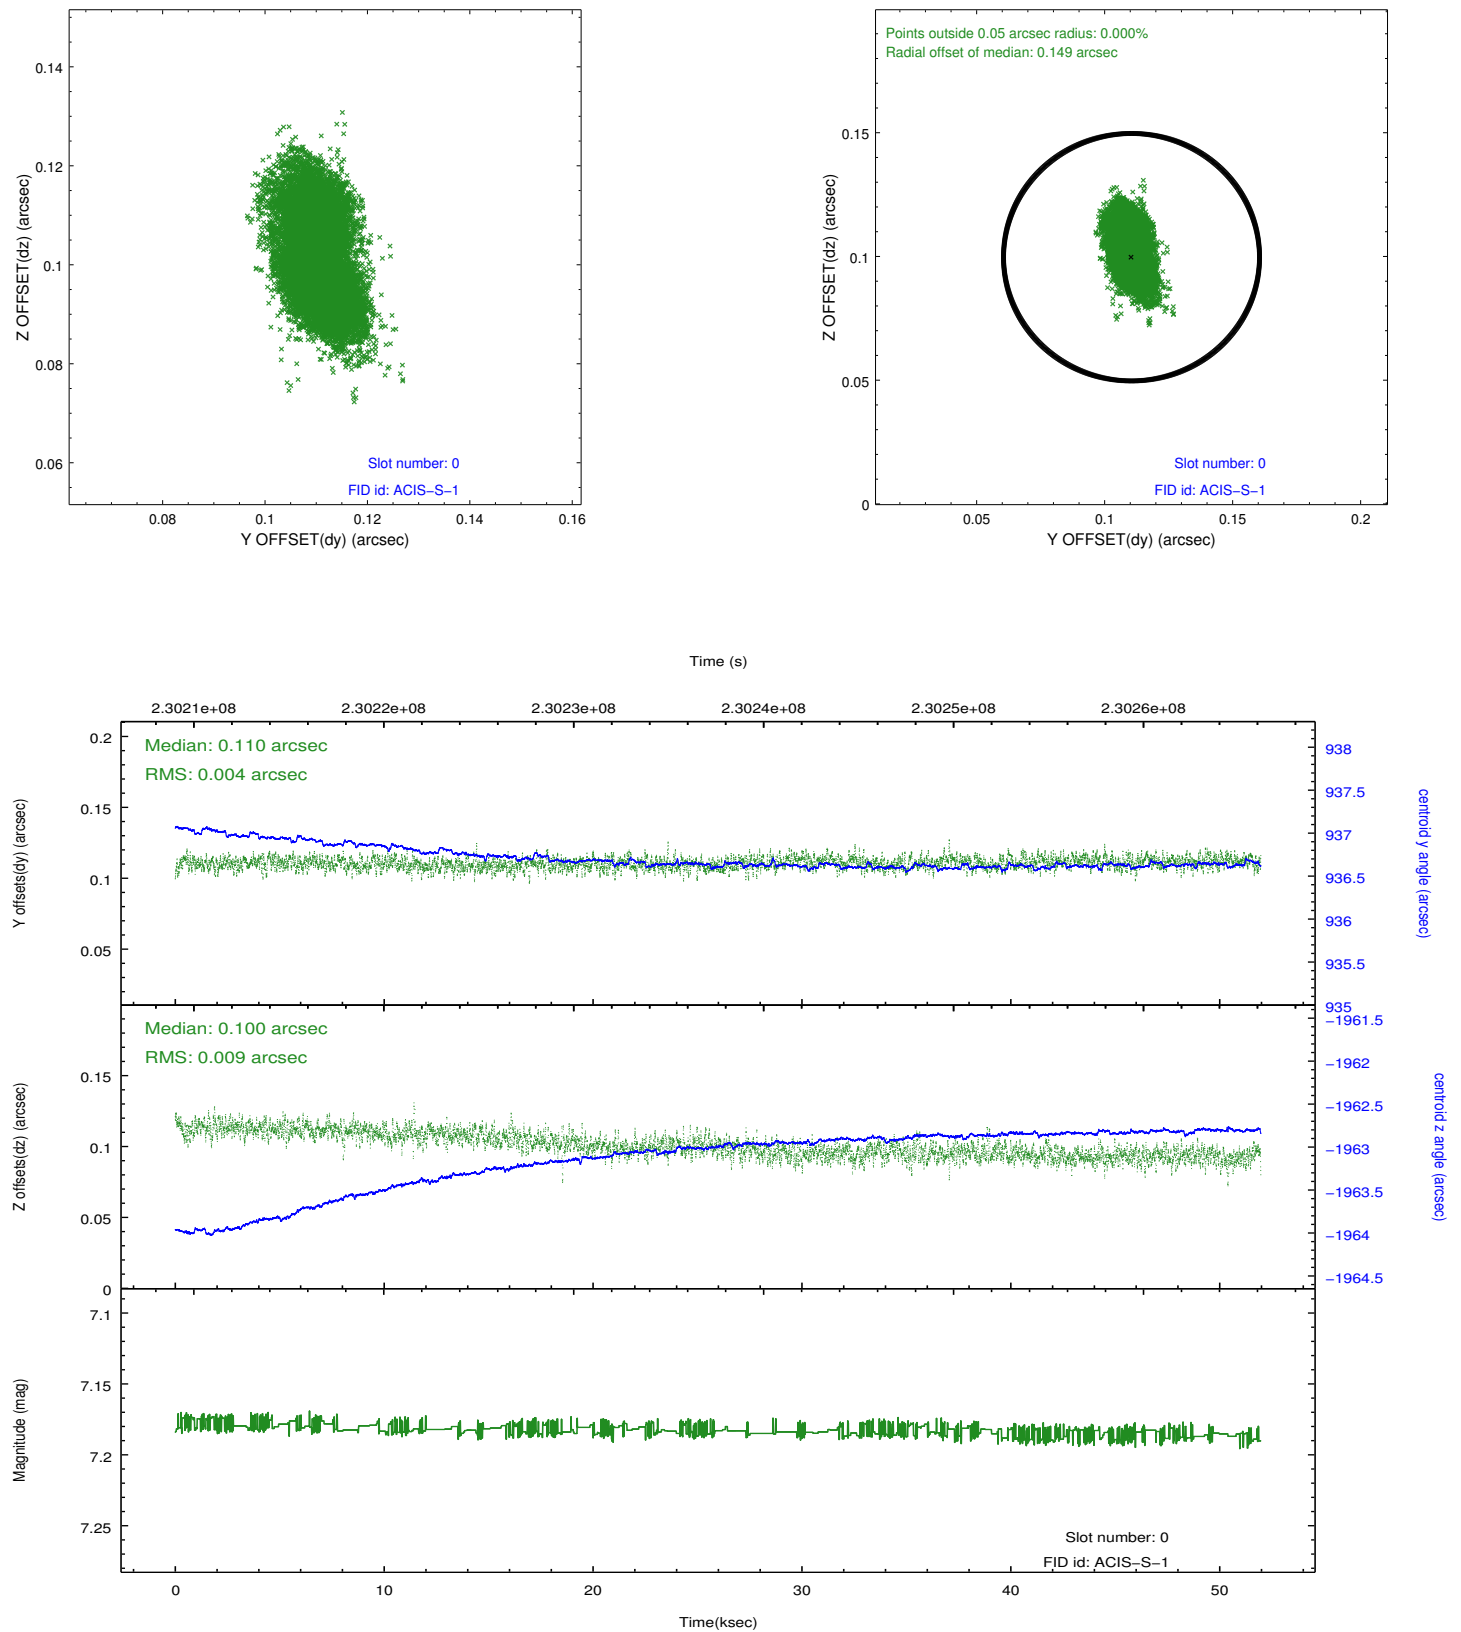 0.14
0.12
0.1
0.08
0.06
Z OFFSET(dz) (arcsec)
Slot number: 0
FID id: ACIS−S−1
0.08 0.1 0.12 0.14 0.16
Y OFFSET(dy) (arcsec)
Points outside 0.05 arcsec radius: 0.000%
Radial offset of median: 0.149 arcsec
0.15
0.1
0.05
0
Z OFFSET(dz) (arcsec)
Slot number: 0
FID id: ACIS−S−1
0.05 0.1 0.15 0.2
Y OFFSET(dy) (arcsec)
Time (s)
2.3021e+08 2.3022e+08 2.3023e+08 2.3024e+08 2.3025e+08 2.3026e+08
Median: 0.110 arcsec
RMS: 0.004 arcsec
0.2
0.15
0.1
0.05
Y offsets(dy) (arcsec)
938
937.5
937
936.5
936
935.5
935
centroid y angle (arcsec)
Median: 0.100 arcsec
RMS: 0.009 arcsec
0.15
0.1
0.05
0
Z offsets(dz) (arcsec)
−1961.5
−1962
−1962.5
−1963
−1963.5
−1964
−1964.5
centroid z angle (arcsec)
7.1
7.15
7.2
7.25
Magnitude (mag)
Slot number: 0
FID id: ACIS−S−1
0 10 20 30 40 50
Time(ksec)